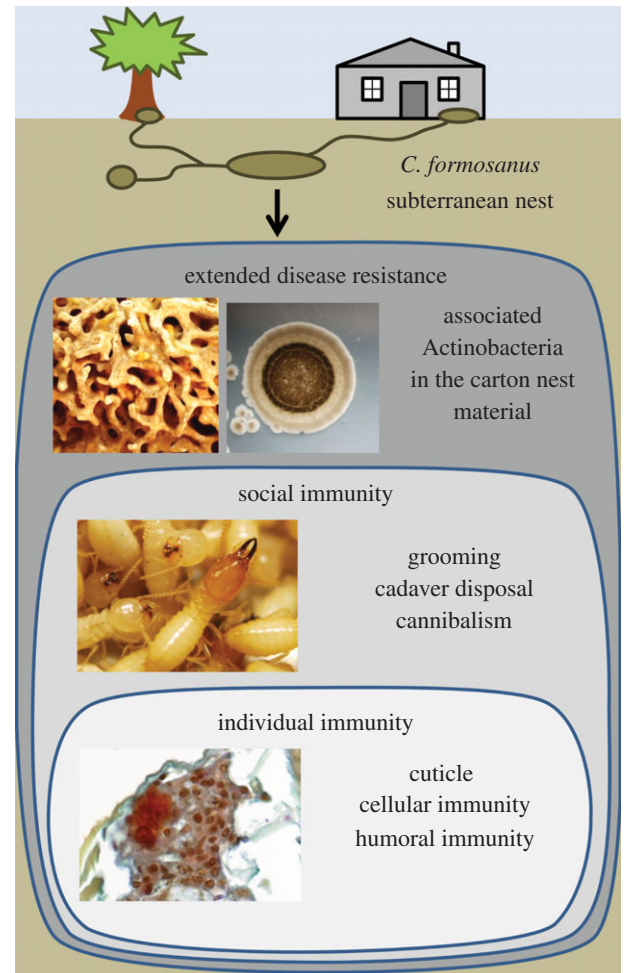 C. formosanus
subterranean nest
extended disease resistance
associated
Actinobacteria
in the carton nest
material
social immunity
grooming
cadaver disposal
cannibalism
individual immunity
cuticle
cellular immunity
humoral immunity